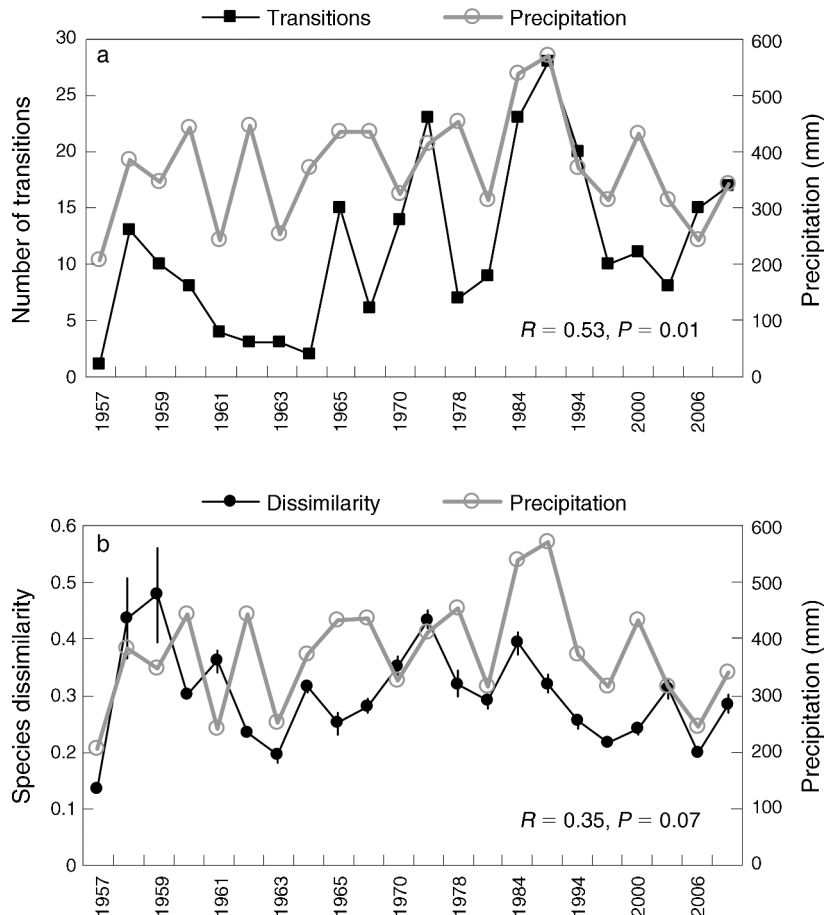 Transitions Precipitation
a
30
25
20
15
10
5
0
Number of transitions
600
500
400
300
200
100
0
Precipitation (mm)
R = 0.53, P = 0.01
1957 1959 1961 1963 1965 1970 1978 1984 1994 2000 2006
Dissimilarity Precipitation
b
0.6
0.5
0.4
0.3
0.2
0.1
0
Species dissimilarity
600
500
400
300
200
100
0
Precipitation (mm)
R = 0.35, P = 0.07
1957 1959 1961 1963 1965 1970 1978 1984 1994 2000 2006